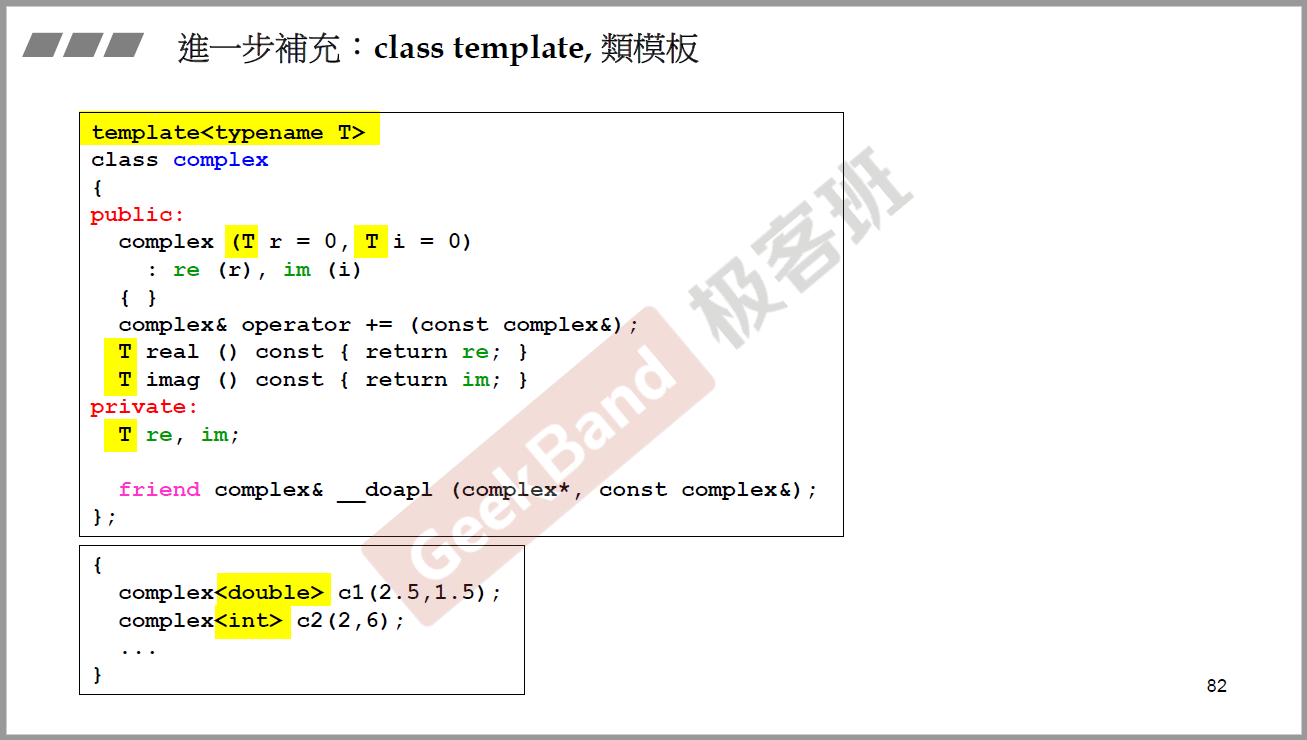 進一步補充：class template, 類模板
template<typename T>
class complex
{
public:
  complex (T r = 0, T i = 0)
    : re (r), im (i)
  { }
  complex& operator += (const complex&);
  T real () const { return re; }
  T imag () const { return im; }
private:
  T re, im;
  friend complex& __doapl (complex*, const complex&);
};
{
  complex<double> c1(2.5,1.5);
  complex<int> c2(2,6);
  ...
}
GeekBand 极客班
82